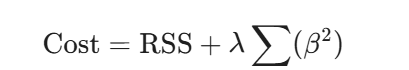 Cost = RSS + λ∑(β²)